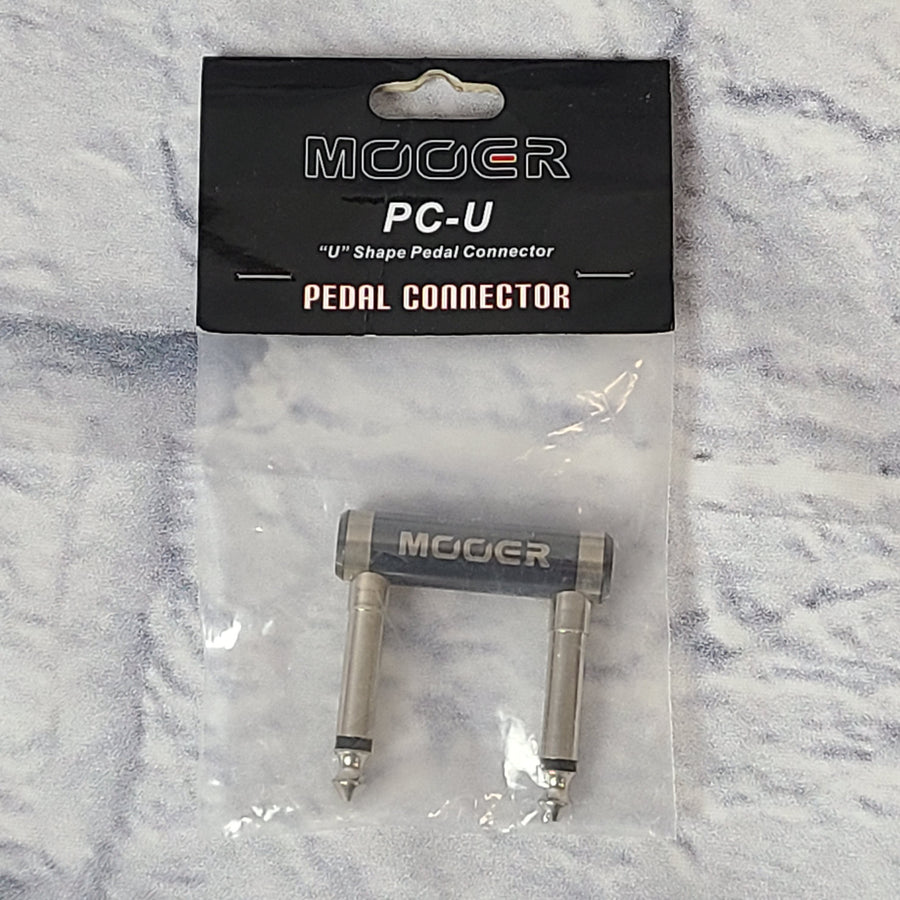 MOOER
PC-U
"U" Shape Pedal Connector
PEDAL CONNECTOR
MOOER